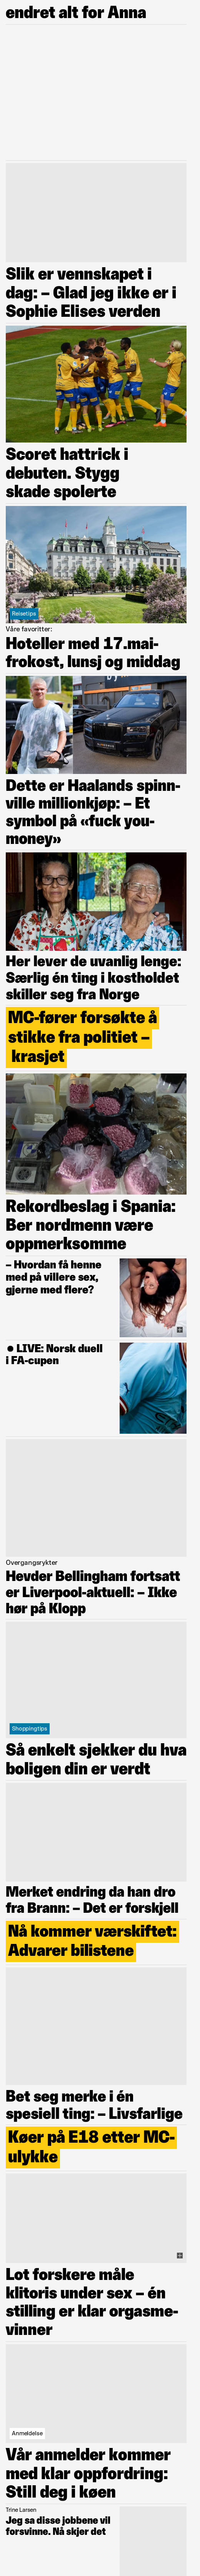 endret alt for Anna
Slik er vennskapet i
dag: – Glad jeg ikke er i
Sophie Elises verden
Scoret hattrick i
debuten. Stygg
skade spolerte
Reisetips
Våre favoritter:
Hoteller med 17.mai-
frokost, lunsj og middag
Dette er Haalands spinn-
ville millionkjøp: – Et
symbol på «fuck you-
money»
Her lever de uvanlig lenge:
Særlig én ting i kostholdet
skiller seg fra Norge
MC-fører forsøkte å
stikke fra politiet –
krasjet
Rekordbeslag i Spania:
Ber nordmenn være
oppmerksomme
– Hvordan få henne
med på villere sex,
gjerne med flere?
LIVE: Norsk duell
i FA-cupen
Overgangsrykter
Hevder Bellingham fortsatt
er Liverpool-aktuell: – Ikke
hør på Klopp
Shoppingtips
Så enkelt sjekker du hva
boligen din er verdt
Merket endring da han dro
fra Brann: – Det er forskjell
Nå kommer værskiftet:
Advarer bilistene
Bet seg merke i én
spesiell ting: – Livsfarlige
Køer på E18 etter MC-
ulykke
Lot forskere måle
klitoris under sex – én
stilling er klar orgasme-
vinner
Anmeldelse
Vår anmelder kommer
med klar oppfordring:
Still deg i køen
Trine Larsen
Jeg sa disse jobbene vil
forsvinne. Nå skjer det